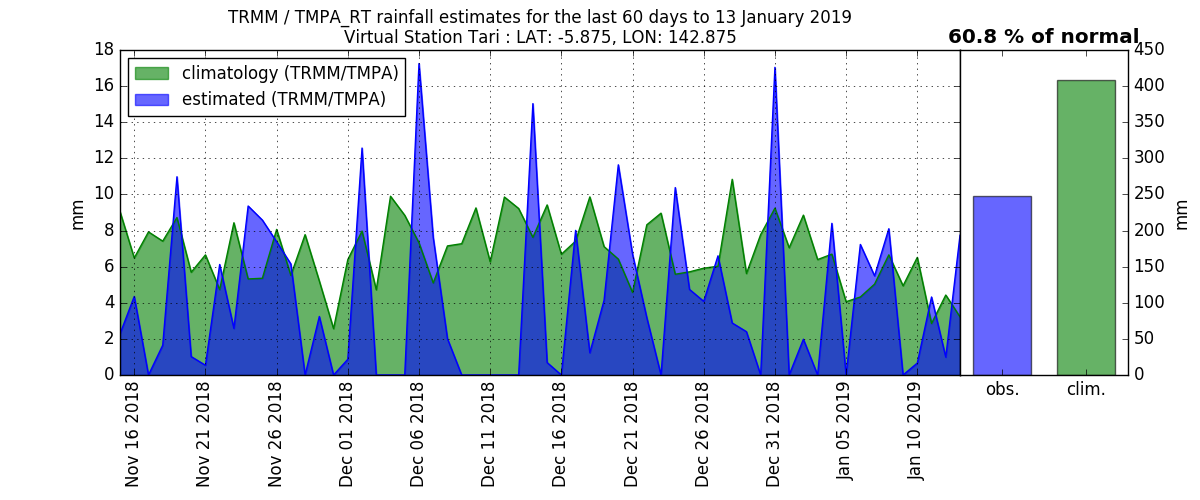 TRMM / TMPA_RT rainfall estimates for the last 60 days to 13 January 2019
Virtual Station Tari : LAT: -5.875, LON: 142.875
60.8 % of normal
climatology (TRMM/TMPA)
estimated (TRMM/TMPA)
mm
18
16
14
12
10
8
6
4
2
0
450
400
350
300
250
200
150
100
50
0
mm
Nov 16 2018
Nov 21 2018
Nov 26 2018
Dec 01 2018
Dec 06 2018
Dec 11 2018
Dec 16 2018
Dec 21 2018
Dec 26 2018
Dec 31 2018
Jan 05 2019
Jan 10 2019
obs.
clim.